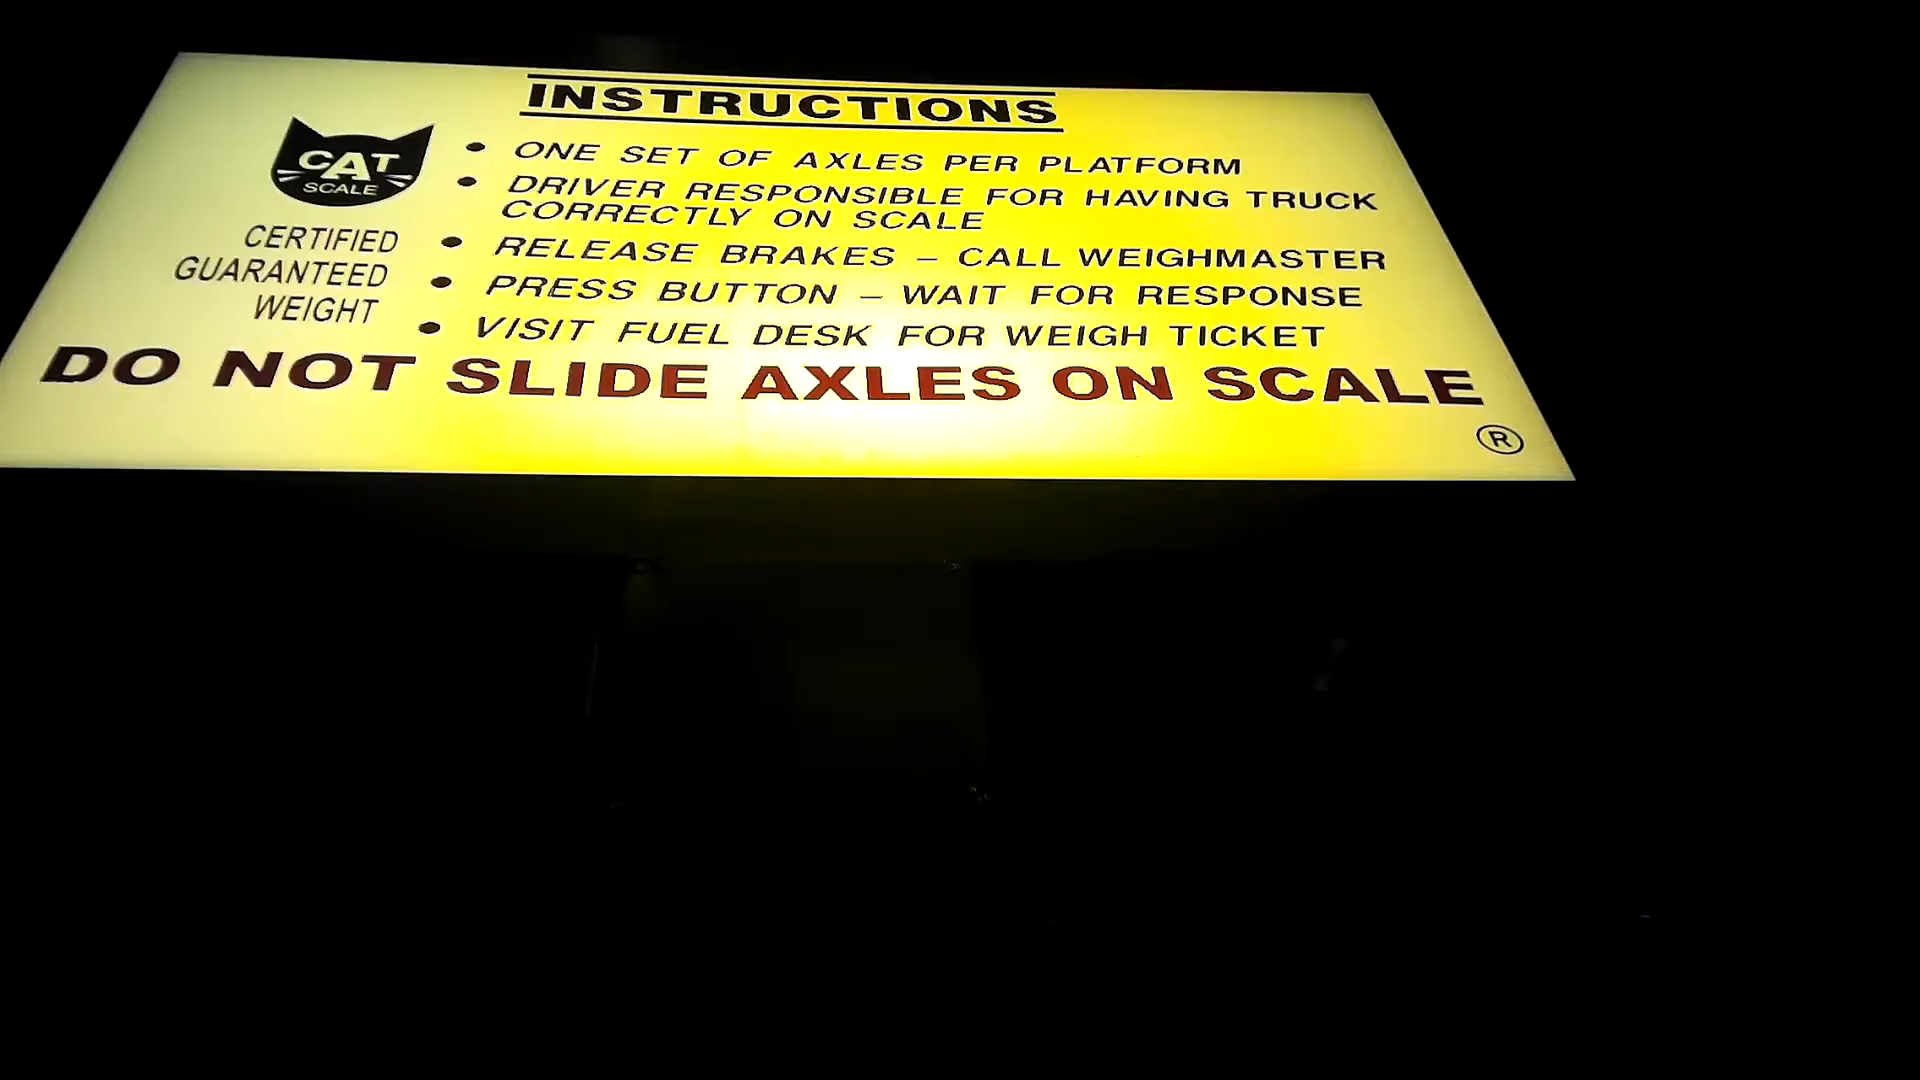 INSTRUCTIONS
CAT
SCALE
CERTIFIED
GUARANTEED
WEIGHT
• ONE SET OF AXLES PER PLATFORM
• DRIVER RESPONSIBLE FOR HAVING TRUCK
CORRECTLY ON SCALE
• RELEASE BRAKES – CALL WEIGHMASTER
• PRESS BUTTON – WAIT FOR RESPONSE
• VISIT FUEL DESK FOR WEIGH TICKET
DO NOT SLIDE AXLES ON SCALE
®